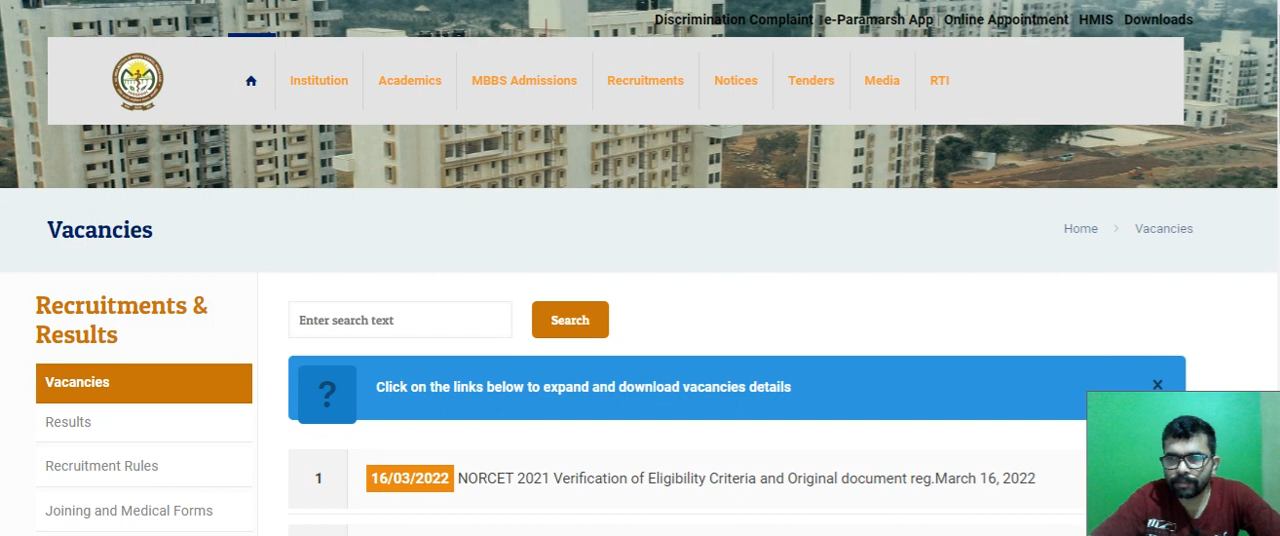 Discrimination Complaint e-Paramarsh App Online Appointment HMIS Downloads
Institution Academics MBBS Admissions Recruitments Notices Tenders Media RTI
Vacancies
Home > Vacancies
Recruitments &
Results
Vacancies
Results
Recruitment Rules
Joining and Medical Forms
Enter search text Search
? Click on the links below to expand and download vacancies details x
1 16/03/2022 NORCET 2021 Verification of Eligibility Criteria and Original document reg.March 16, 2022